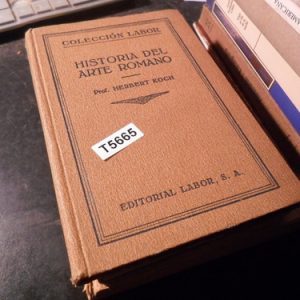 COLECCIÓN LABOR
HISTORIA DEL
ARTE ROMANO
Prof. HERBERT KOCH
T5665
EDITORIAL LABOR, S. A.